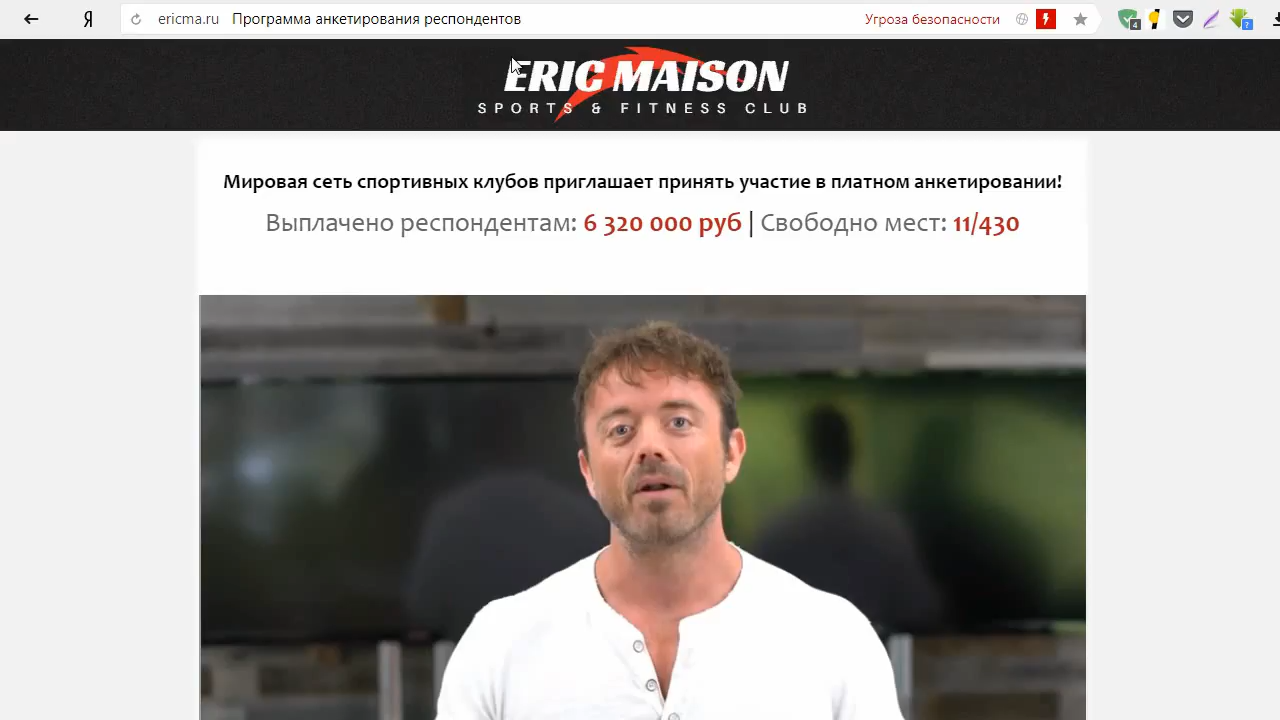 Я ericma.ru Программа анкетирования респондентов Угроза безопасности 4 ?
ERIC MAISON
SPORTS & FITNESS CLUB
Мировая сеть спортивных клубов приглашает принять участие в платном анкетировании!
Выплачено респондентам: 6 320 000 руб | Свободно мест: 11/430